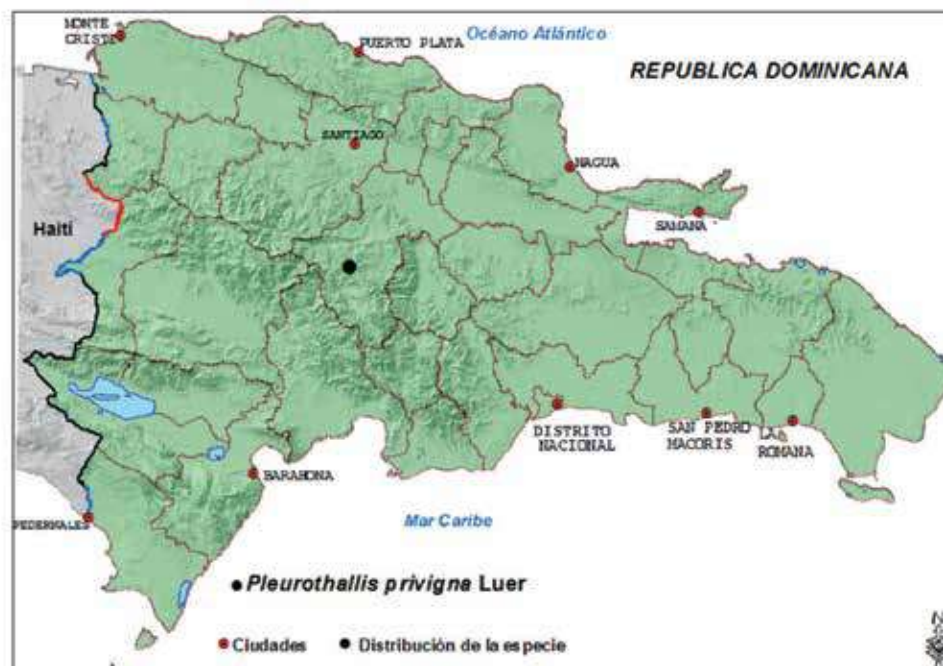 MONTE
CRISTI
PUERTO PLATA
Océano Atlántico
REPUBLICA DOMINICANA
SANTIAGO
NAGUA
SAMANA
Haití
DISTRITO
NACIONAL
SAN PEDRO
MACORIS
LA
ROMANA
BARAHONA
PEDERNALES
Mar Caribe
Pleurothallis privigna Luer
Ciudades
Distribución de la especie